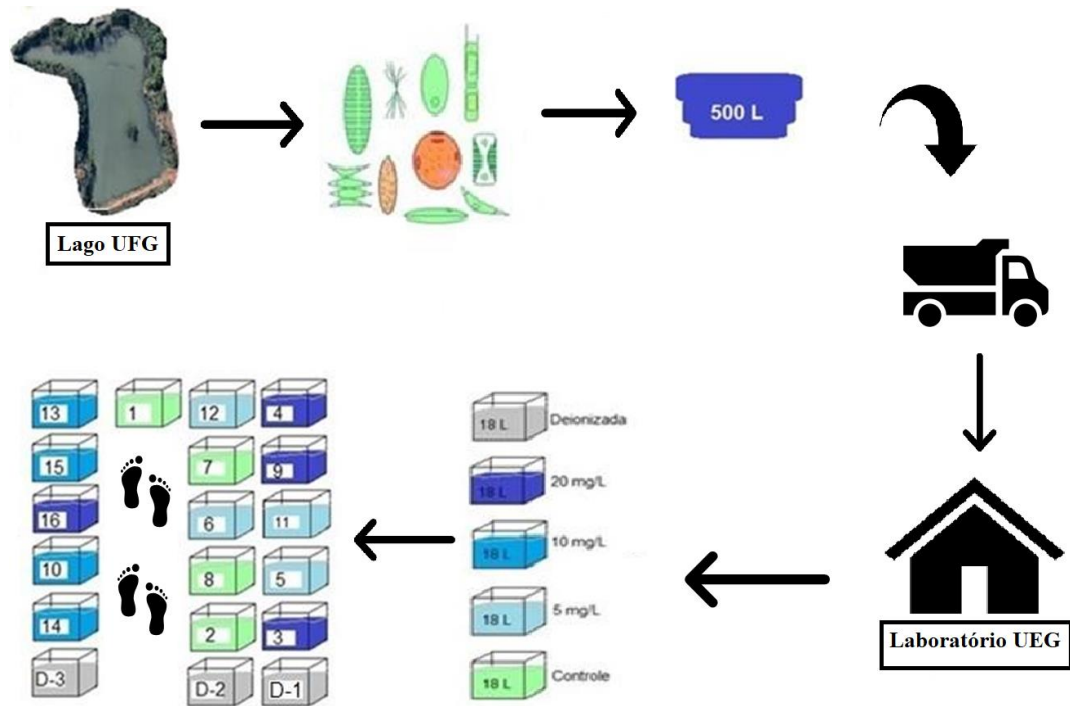 Lago UFG
500 L
Laboratório UEG
18 L Deionizada
18 L 20 mg/L
18 L 10 mg/L
18 L 5 mg/L
18 L Controle
13 1 12 4
15 7 9
16 6 11
10 8 5
14 2 3
D-3 D-2 D-1